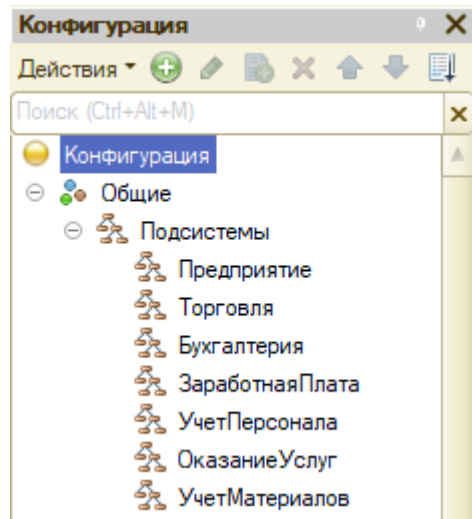 Конфигурация
Действия
Поиск (Ctrl+Alt+M)
Конфигурация
Общие
Подсистемы
Предприятие
Торговля
Бухгалтерия
ЗаработнаяПлата
УчетПерсонала
ОказаниеУслуг
УчетМатериалов